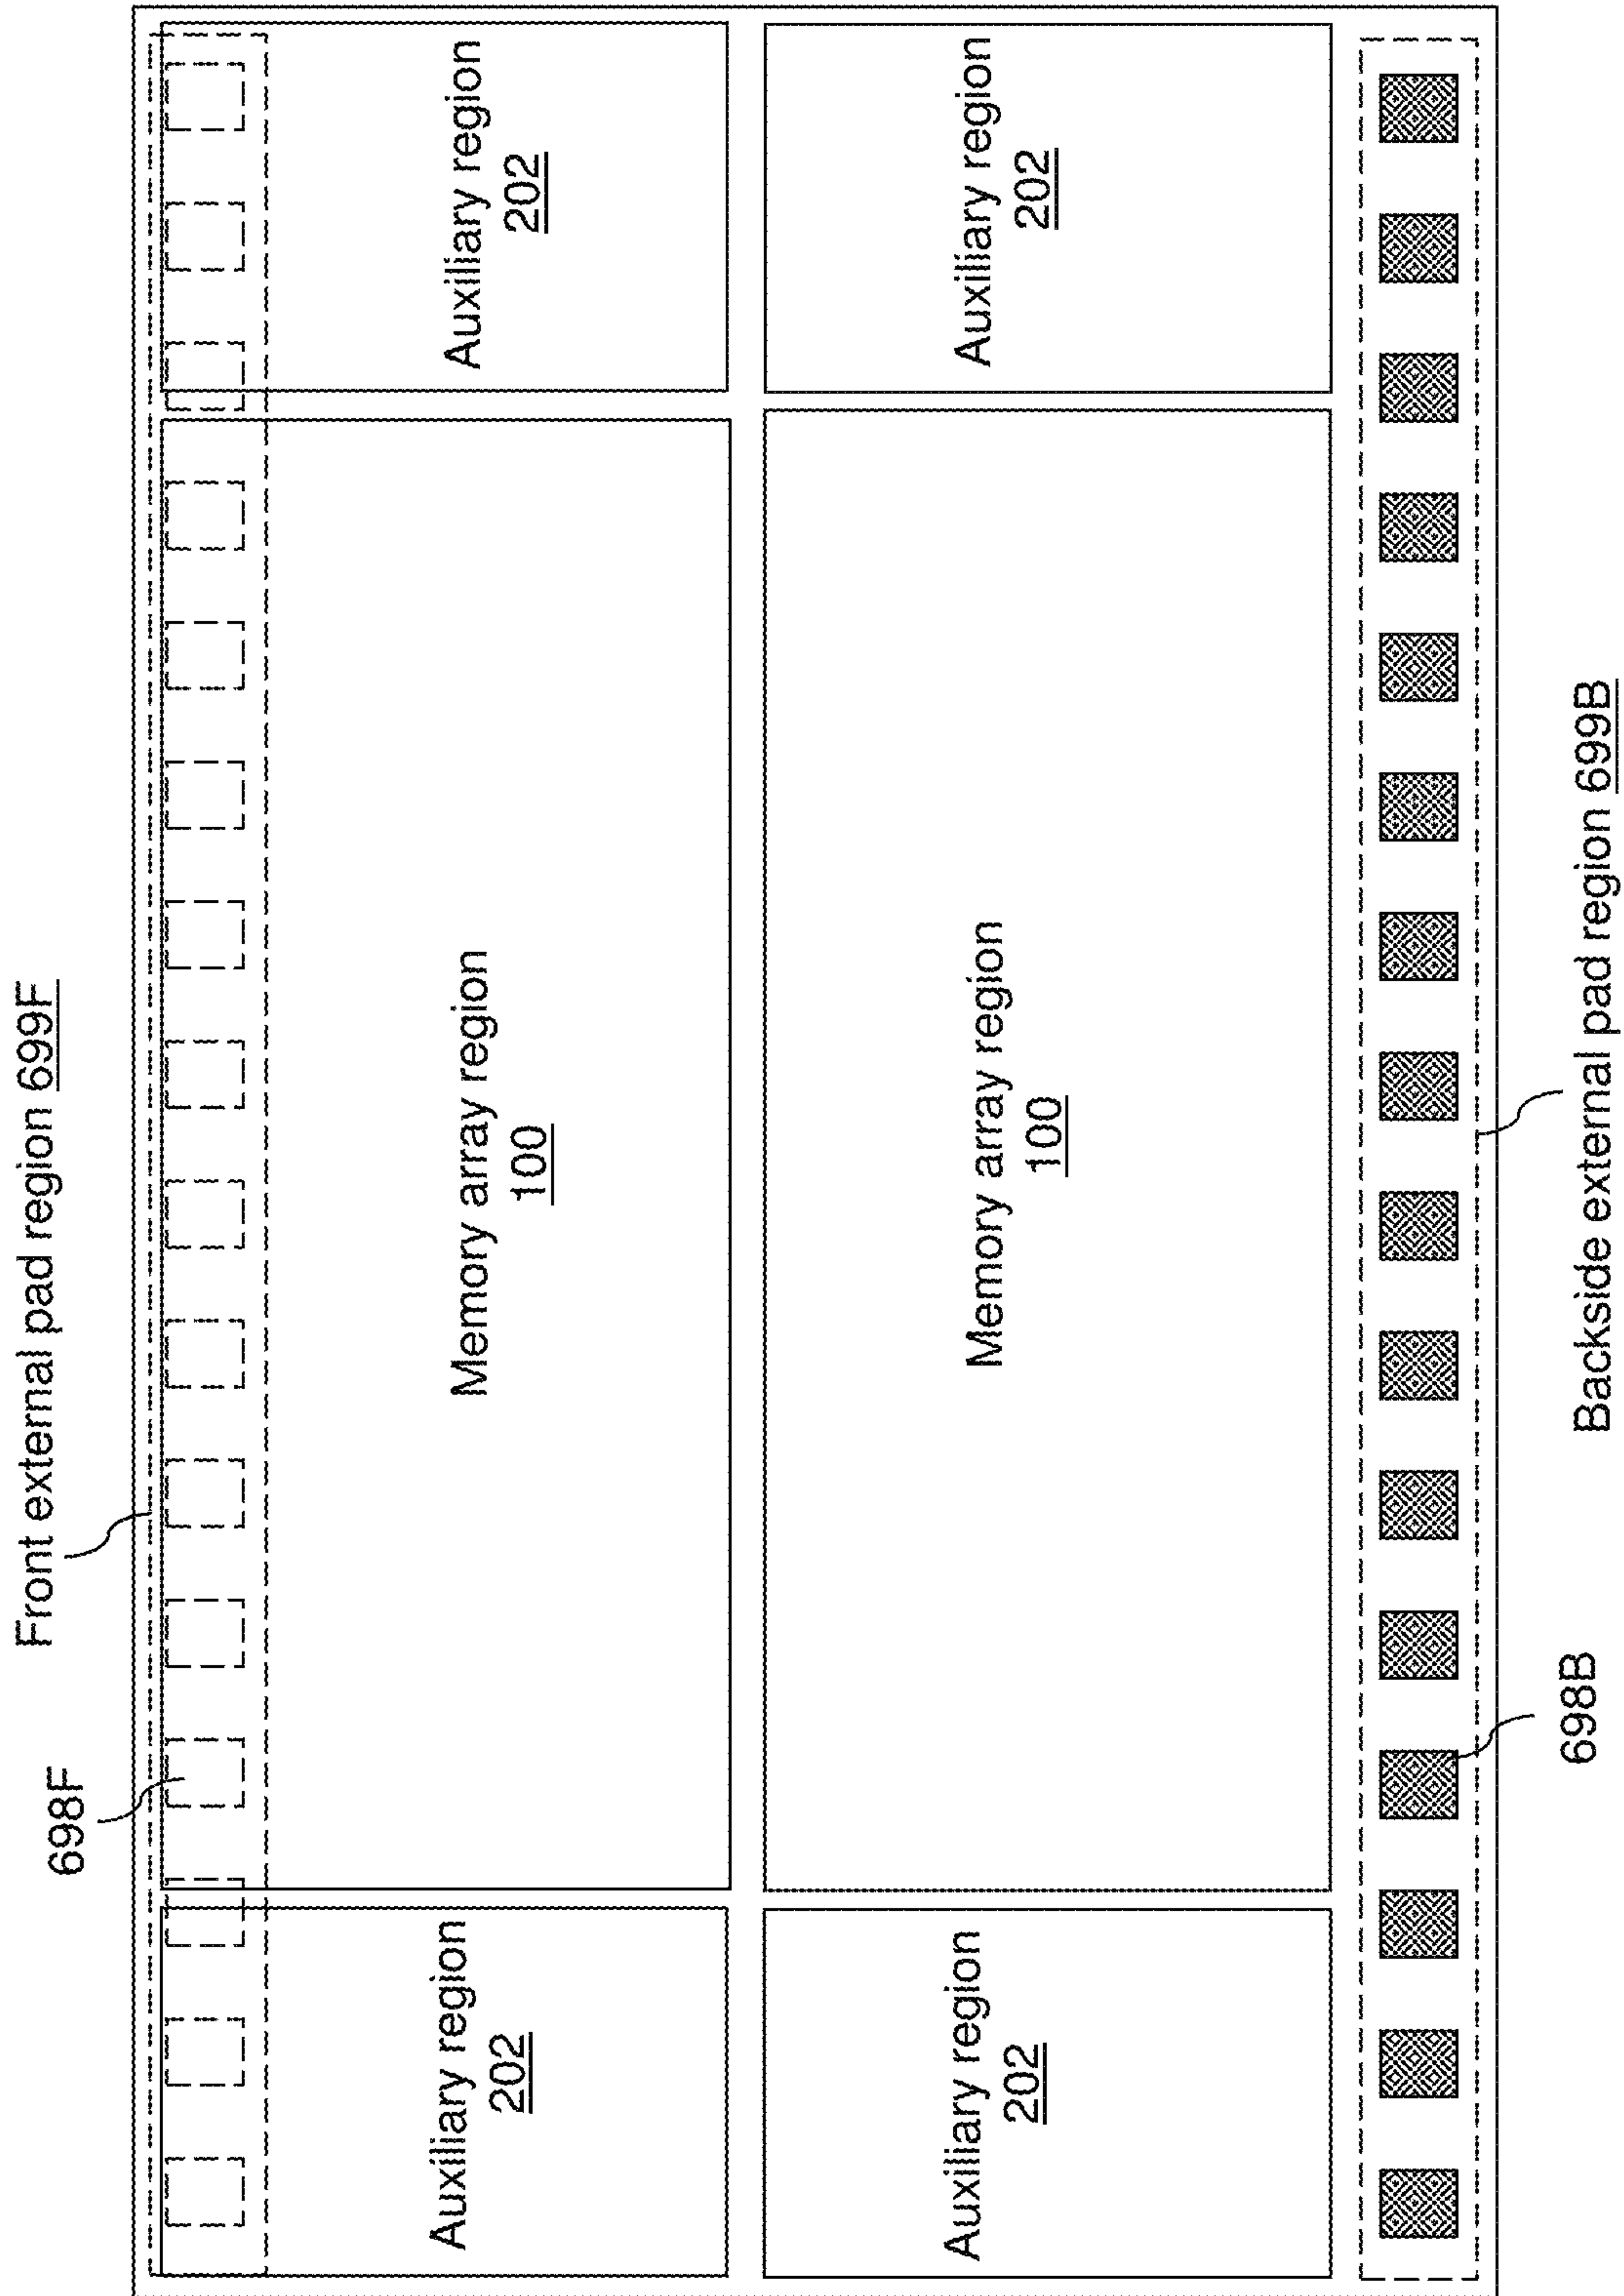 Front external pad region 699F
698F
Auxiliary region
202
Memory array region
100
Auxiliary region
202
Auxiliary region
202
Memory array region
100
Auxiliary region
202
698B
Backside external pad region 699B